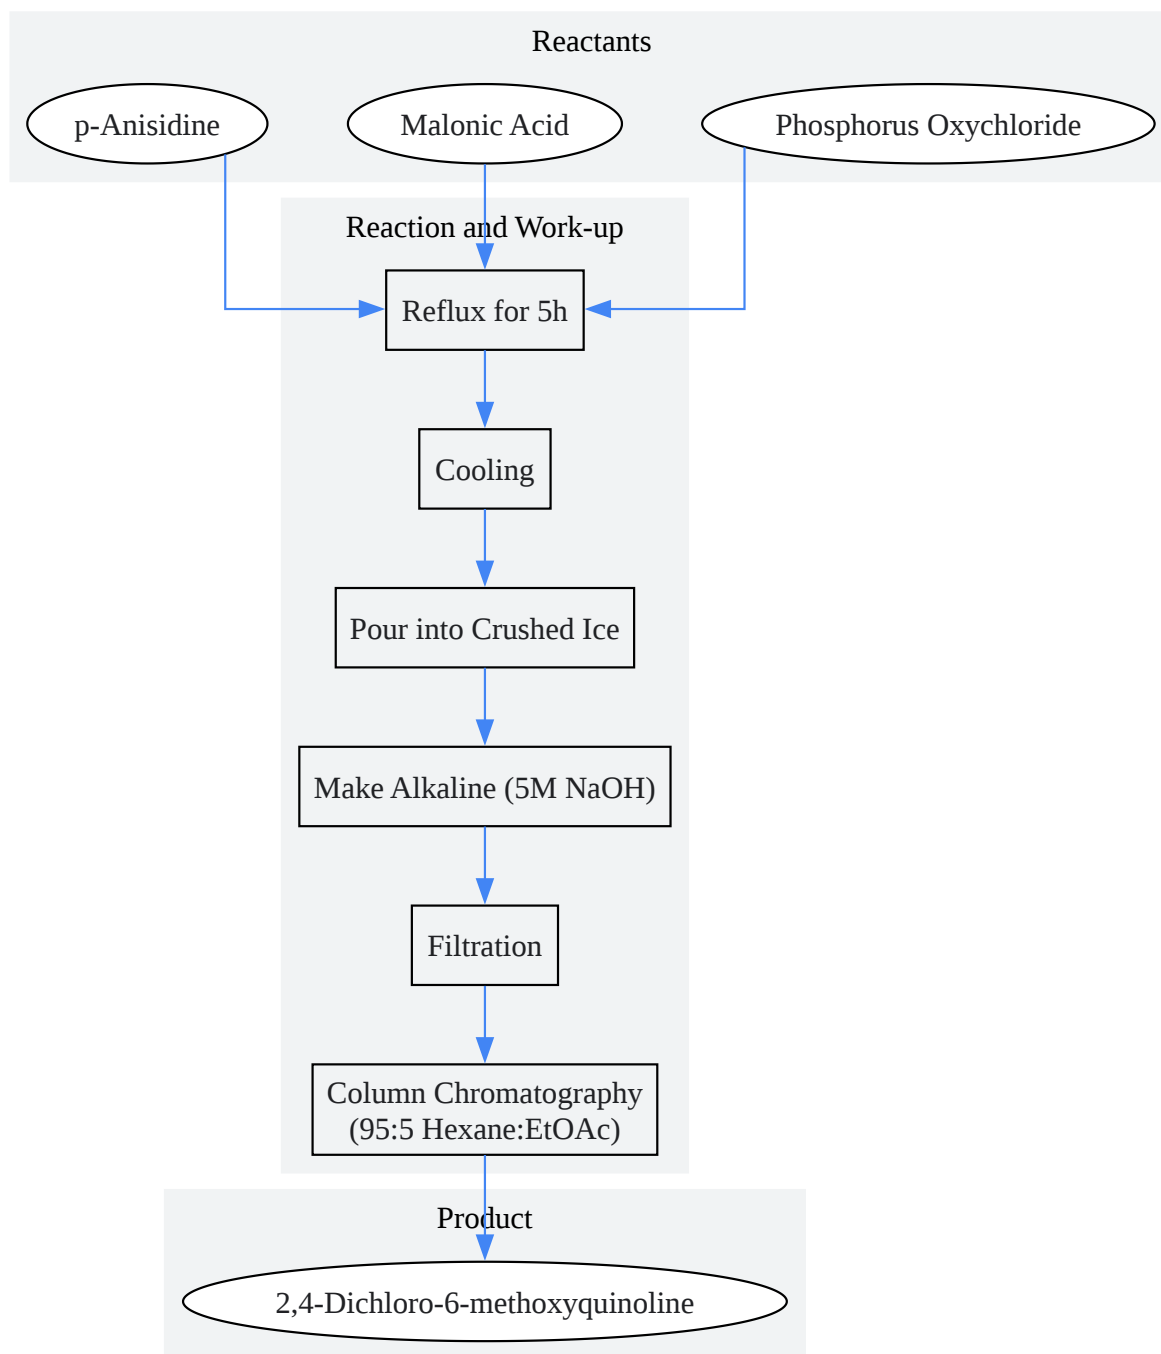 Reactants
p-Anisidine
Malonic Acid
Phosphorus Oxychloride
Reaction and Work-up
Reflux for 5h
Cooling
Pour into Crushed Ice
Make Alkaline (5M NaOH)
Filtration
Column Chromatography
(95:5 Hexane:EtOAc)
Product
2,4-Dichloro-6-methoxyquinoline